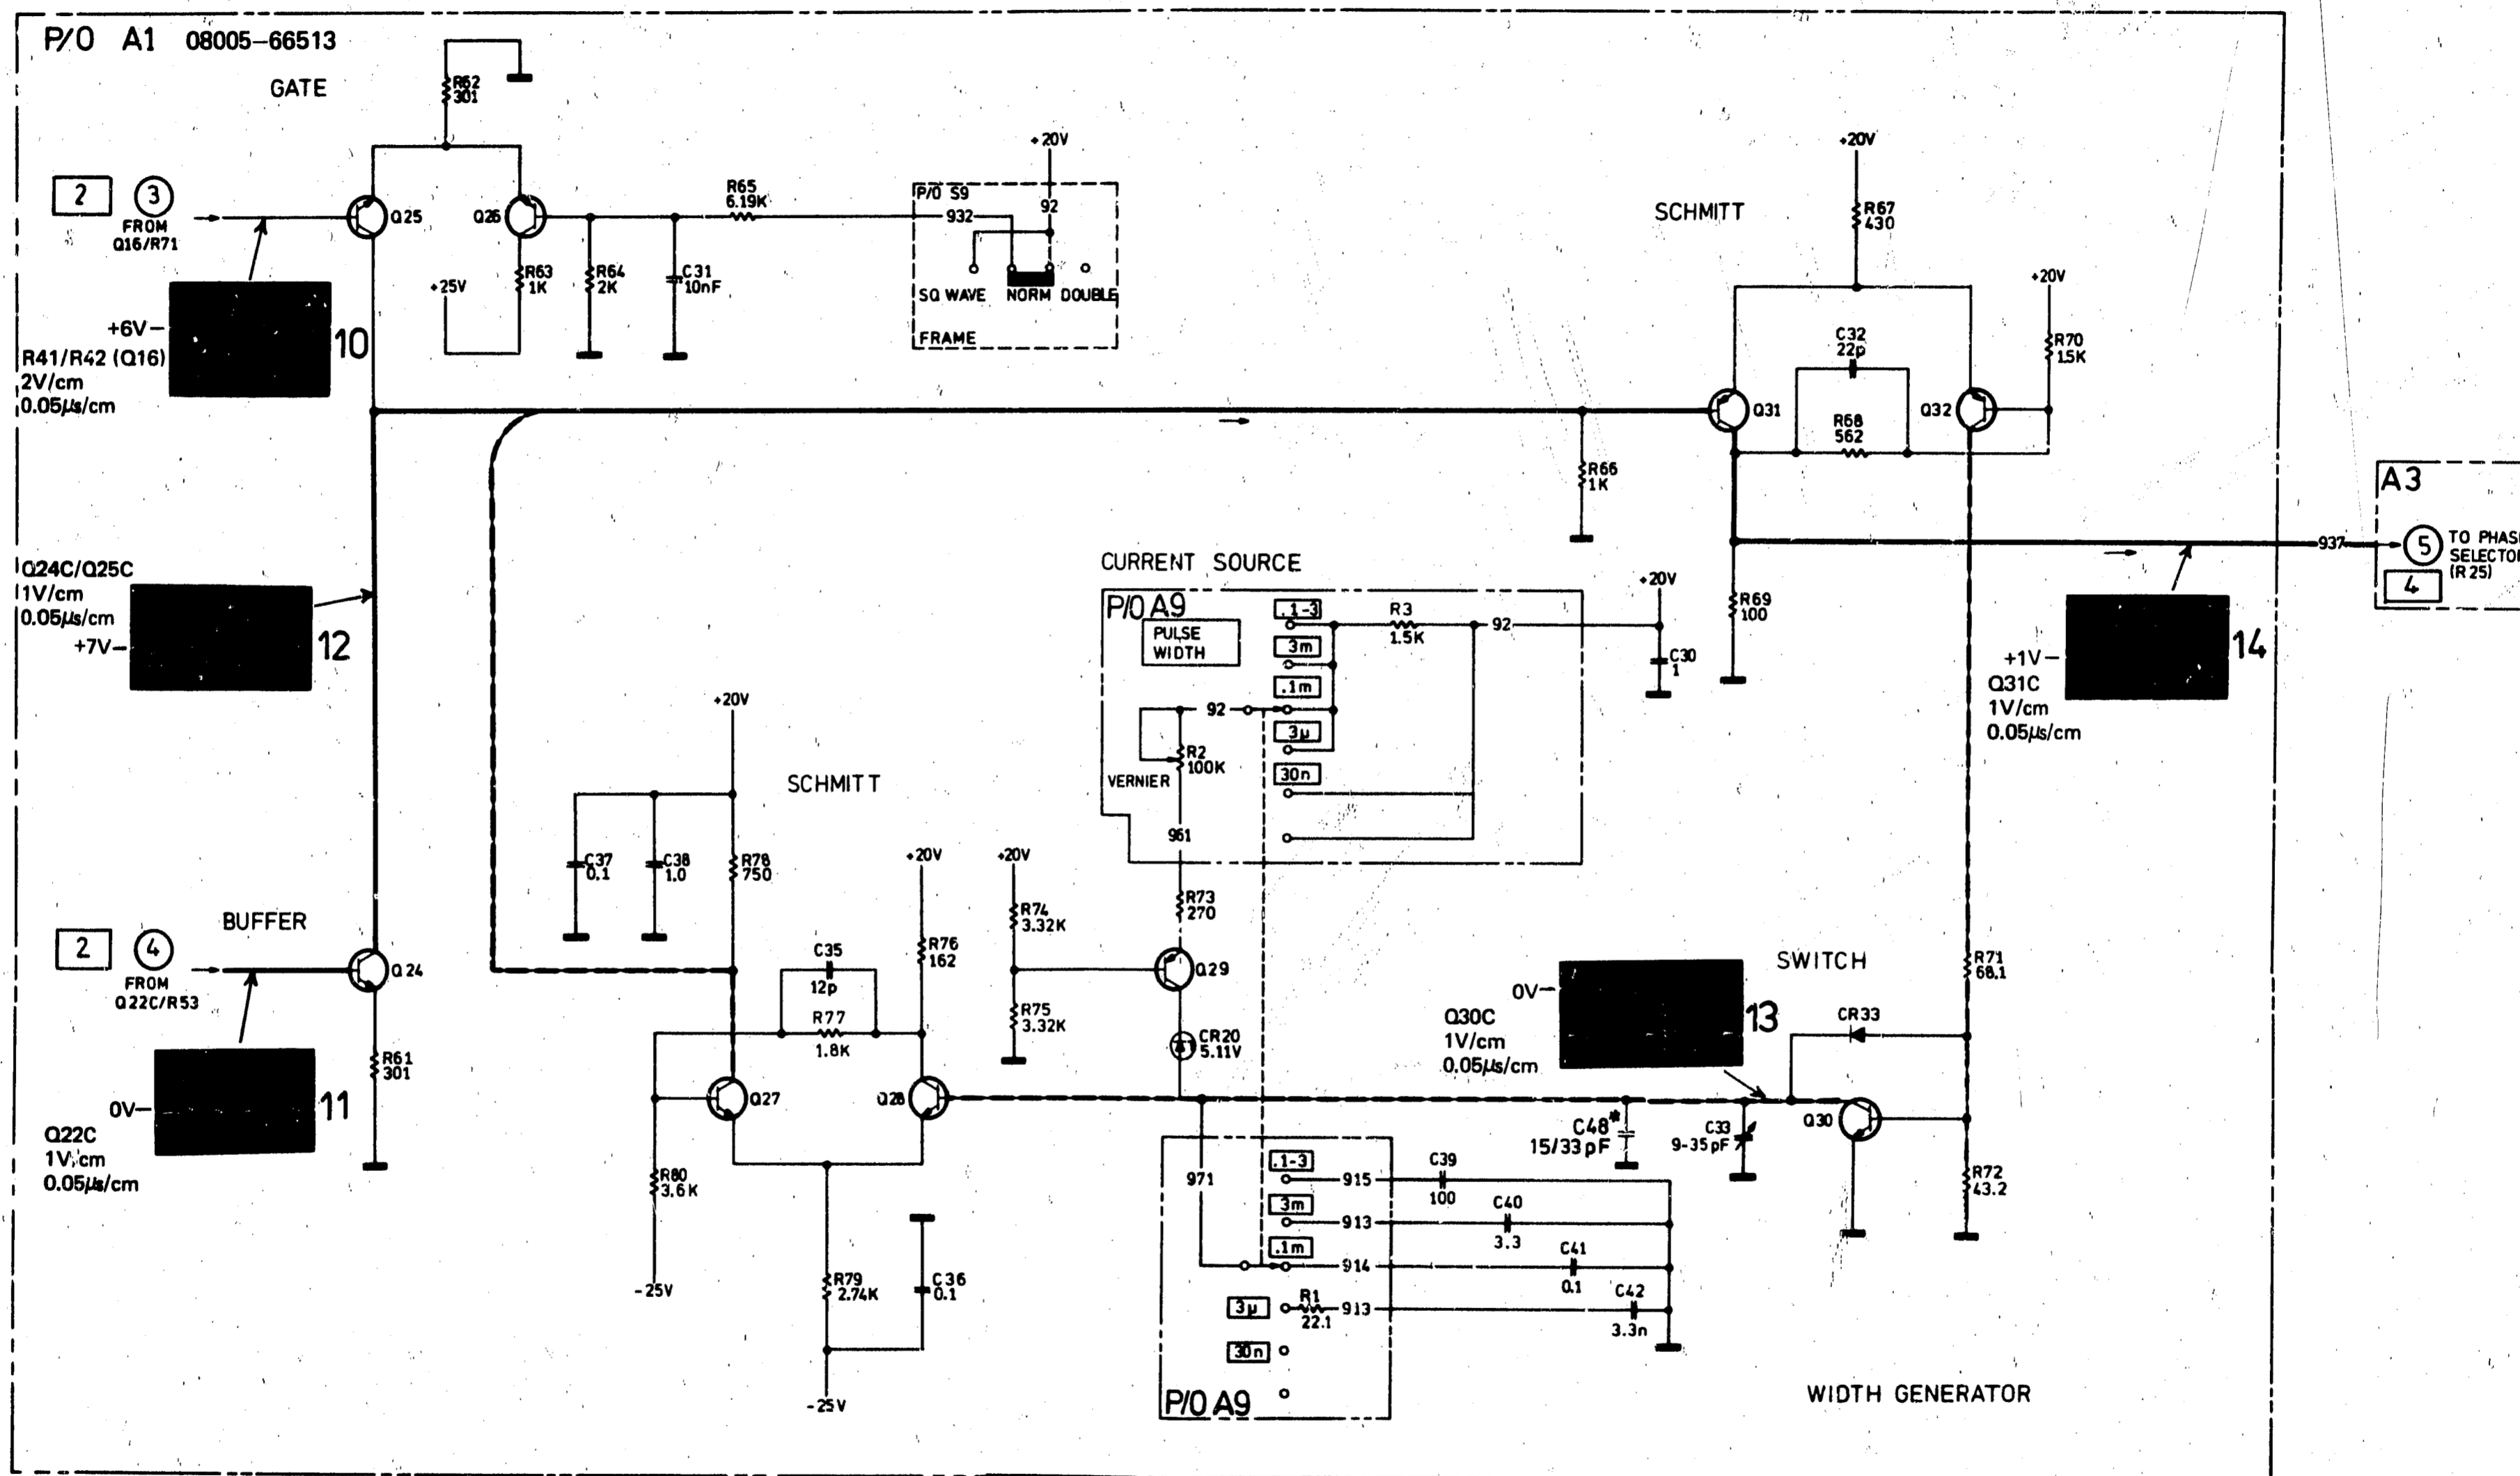 P/O A1 08005-66513
GATE
R62
301
2
3
FROM
Q16/R71
Q25
Q26
+25V
R63
1K
R64
2K
C31
10nF
R65
6.19K
+20V
P/O S9
932
92
SQ WAVE NORM DOUBLE
FRAME
+6V
R41/R42 (Q16)
2V/cm
0.05µs/cm
10
SCHMITT
+20V
R67
430
+20V
R70
1.5K
C32
22p
Q31
Q32
R68
562
R66
1K
R69
100
937
A3
5
TO PHASE
SELECTOR
(R25)
4
Q24C/Q25C
1V/cm
0.05µs/cm
+7V
12
+1V
Q31C
1V/cm
0.05µs/cm
14
CURRENT SOURCE
P/O A9
PULSE
WIDTH
.1-3
3m
.1m
3µ
30n
R3
1.5K
92
+20V
C30
1
92
R2
100K
VERNIER
961
+20V
SCHMITT
C37
0.1
C38
1.0
R78
750
+20V
+20V
R73
270
R74
3.32K
R75
3.32K
R76
162
Q29
CR20
5.11V
C35
12p
R77
1.8K
Q27
Q28
R80
3.6K
-25V
R79
2.74K
C36
0.1
-25V
BUFFER
2
4
FROM
Q22C/R53
Q24
R61
301
0V
Q22C
1V/cm
0.05µs/cm
11
SWITCH
0V
Q30C
1V/cm
0.05µs/cm
13
R71
68.1
CR33
Q30
C48*
15/33pF
C33
9-35pF
R72
43.2
971
.1-3
915
C39
100
3m
913
C40
3.3
.1m
914
C41
0.1
3µ
R1
22.1
913
C42
3.3n
30n
P/O A9
WIDTH GENERATOR